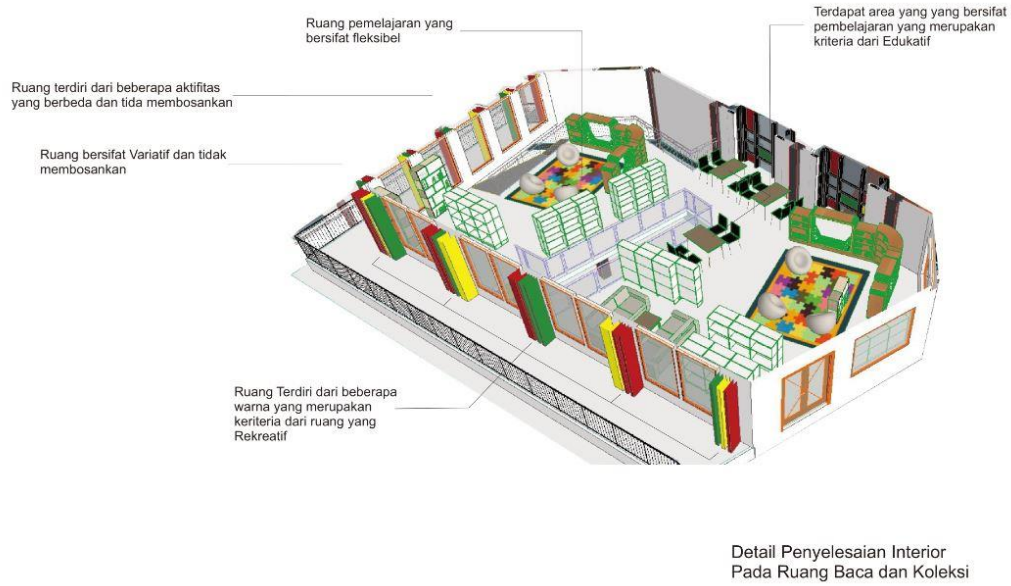 Ruang pemelajaran yang
bersifat fleksibel
Terdapat area yang yang bersifat
pembelajaran yang merupakan
kriteria dari Edukatif
Ruang terdiri dari beberapa aktifitas
yang berbeda dan tida membosankan
Ruang bersifat Variatif dan tidak
membosankan
Ruang Terdiri dari beberapa
warna yang merupakan
keriteria dari ruang yang
Rekreatif
Detail Penyelesaian Interior
Pada Ruang Baca dan Koleksi